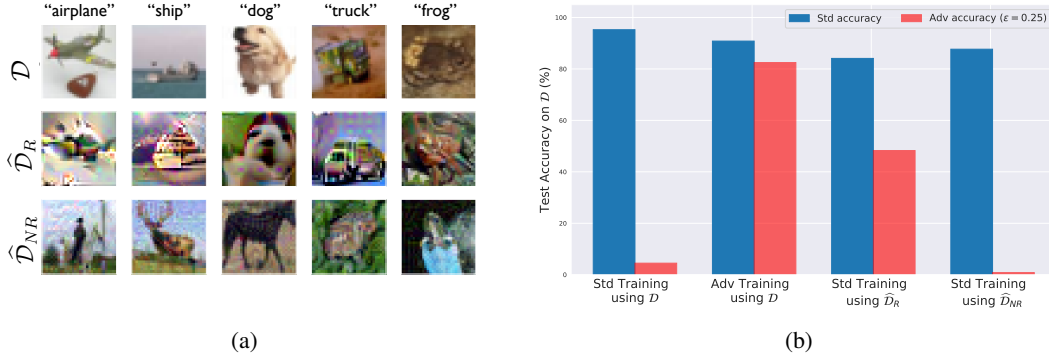 “airplane” “ship” “dog” “truck” “frog”
𝒟
𝒟̂_R
𝒟̂_NR
(a)
Std accuracy
Adv accuracy (ε = 0.25)
Test Accuracy on 𝒟 (%)
100
80
60
40
20
0
Std Training
using 𝒟
Adv Training
using 𝒟
Std Training
using 𝒟̂_R
Std Training
using 𝒟̂_NR
(b)